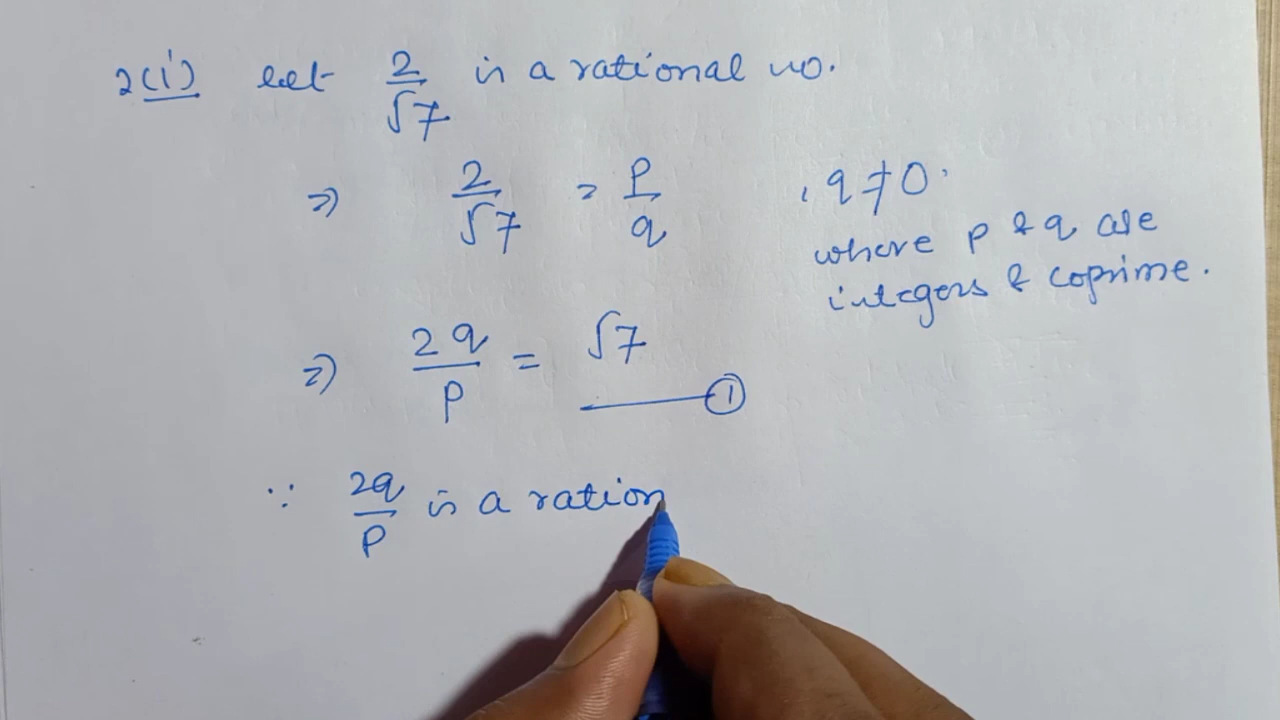 2(i) let 2/√7 is a rational no.
⇒ 2/√7 = p/q , q ≠ 0.
where p & q are
integers & coprime.
⇒ 2q/p = √7 ——— ①
∵ 2q/p is a ration